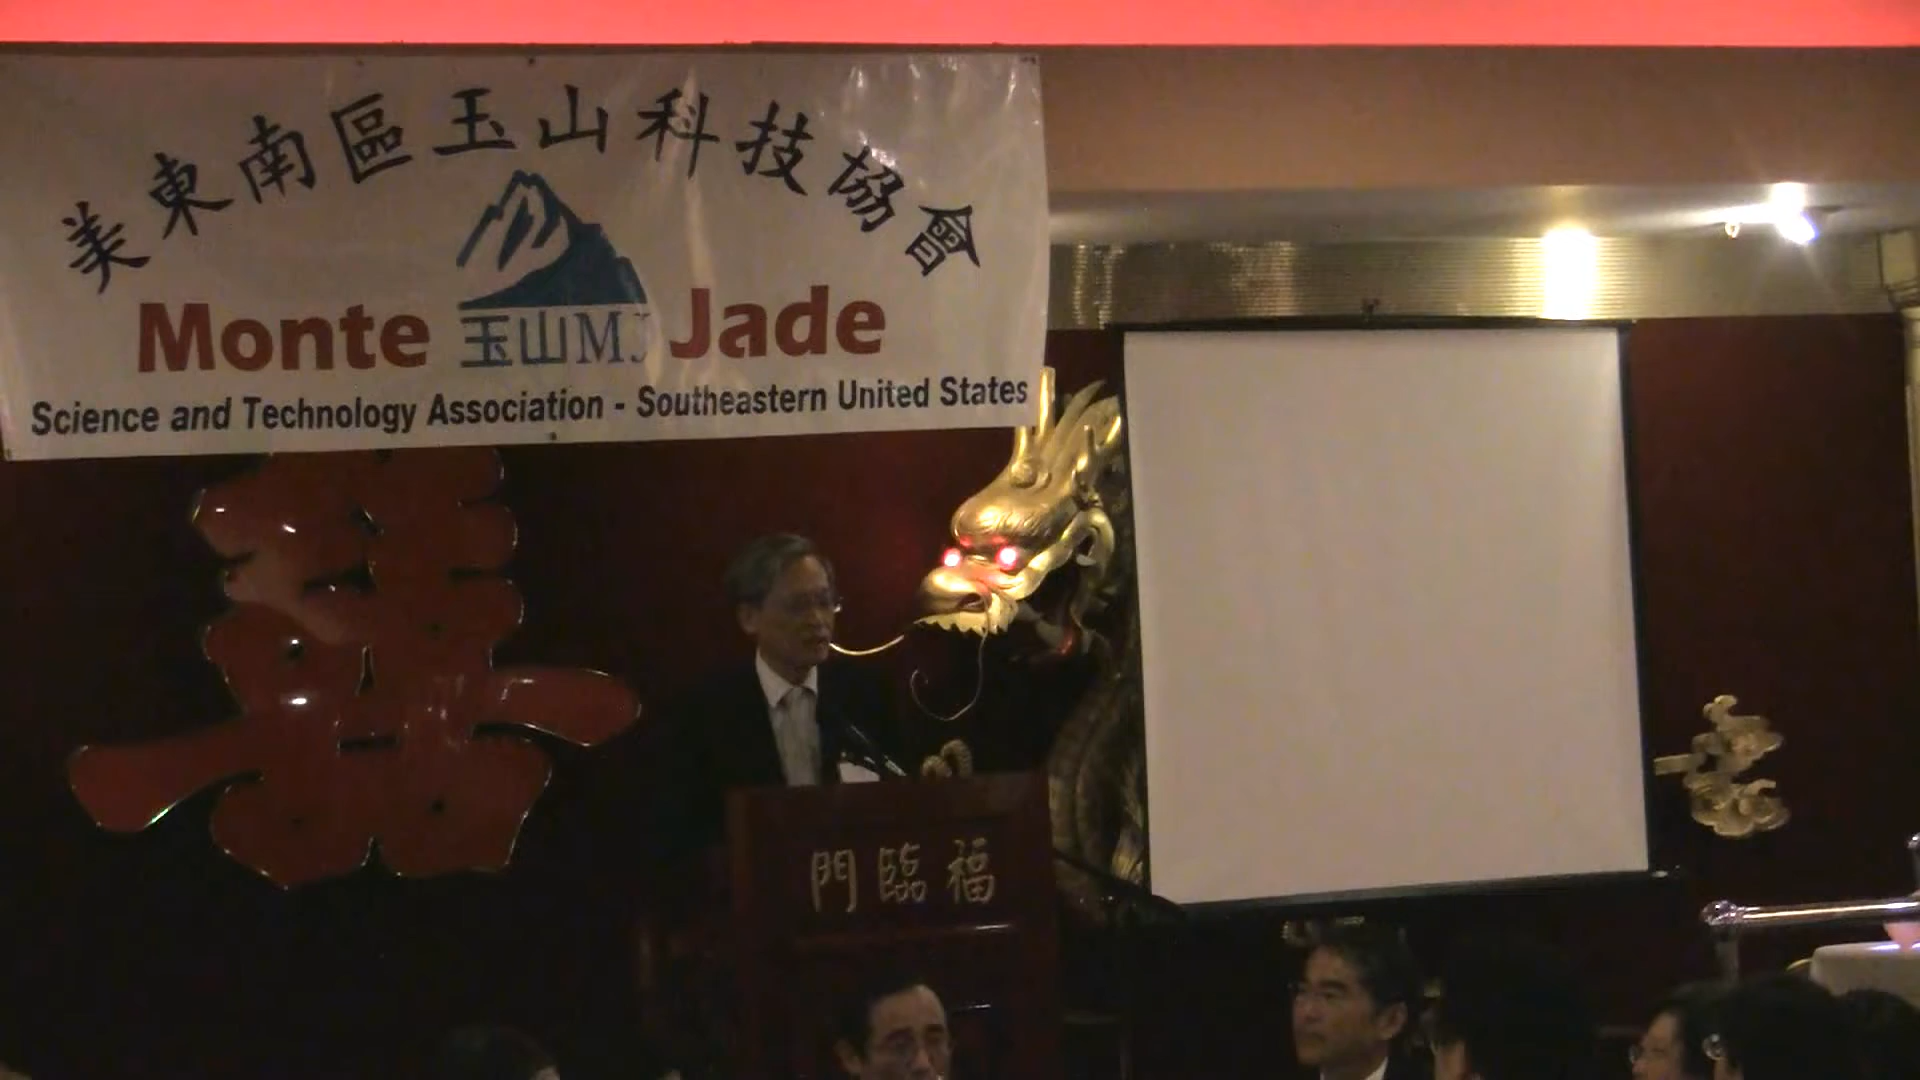 美東南區玉山科技協會
Monte 玉山MJ Jade
Science and Technology Association - Southeastern United States
門臨福